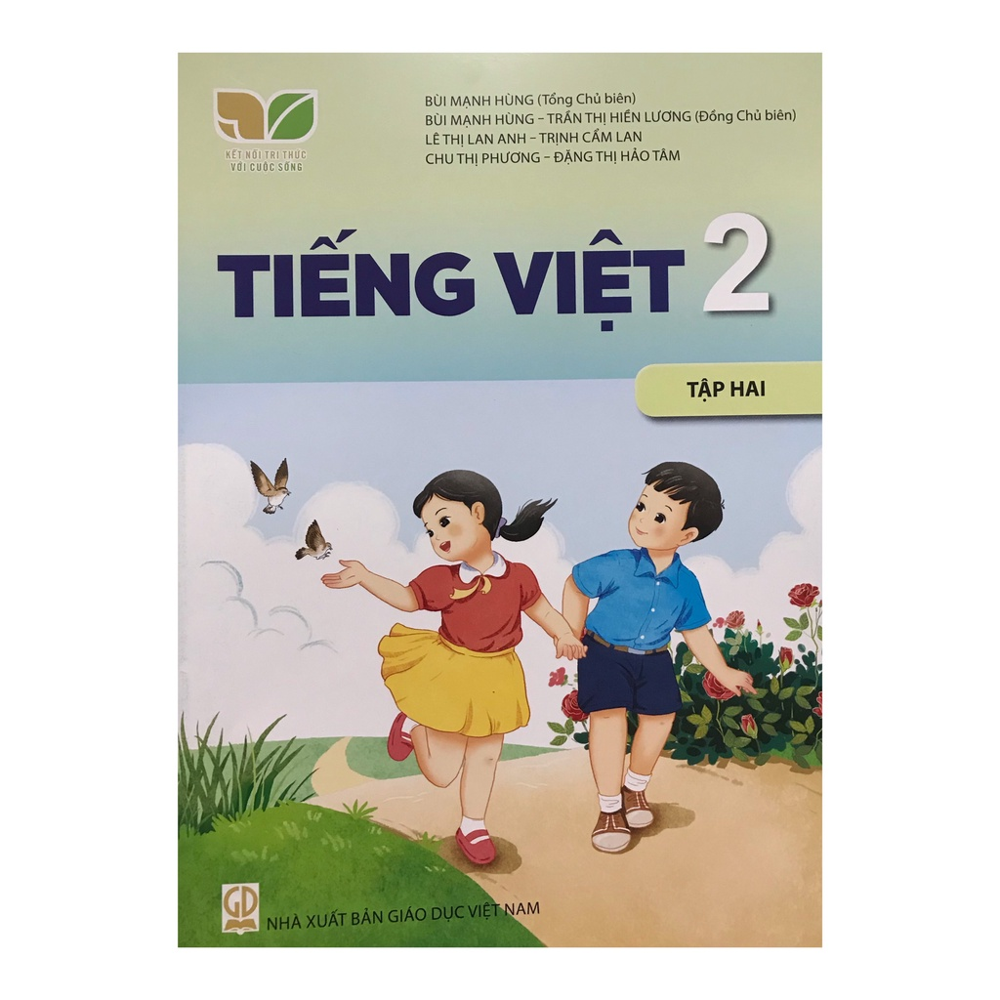 BÙI MẠNH HÙNG (Tổng Chủ biên)
BÙI MẠNH HÙNG – TRẦN THỊ HIỀN LƯƠNG (Đồng Chủ biên)
LÊ THỊ LAN ANH – TRỊNH CẨM LAN
CHU THỊ PHƯƠNG – ĐẶNG THỊ HẢO TÂM
KẾT NỐI TRI THỨC
VỚI CUỘC SỐNG
TIẾNG VIỆT 2
TẬP HAI
GD
NHÀ XUẤT BẢN GIÁO DỤC VIỆT NAM